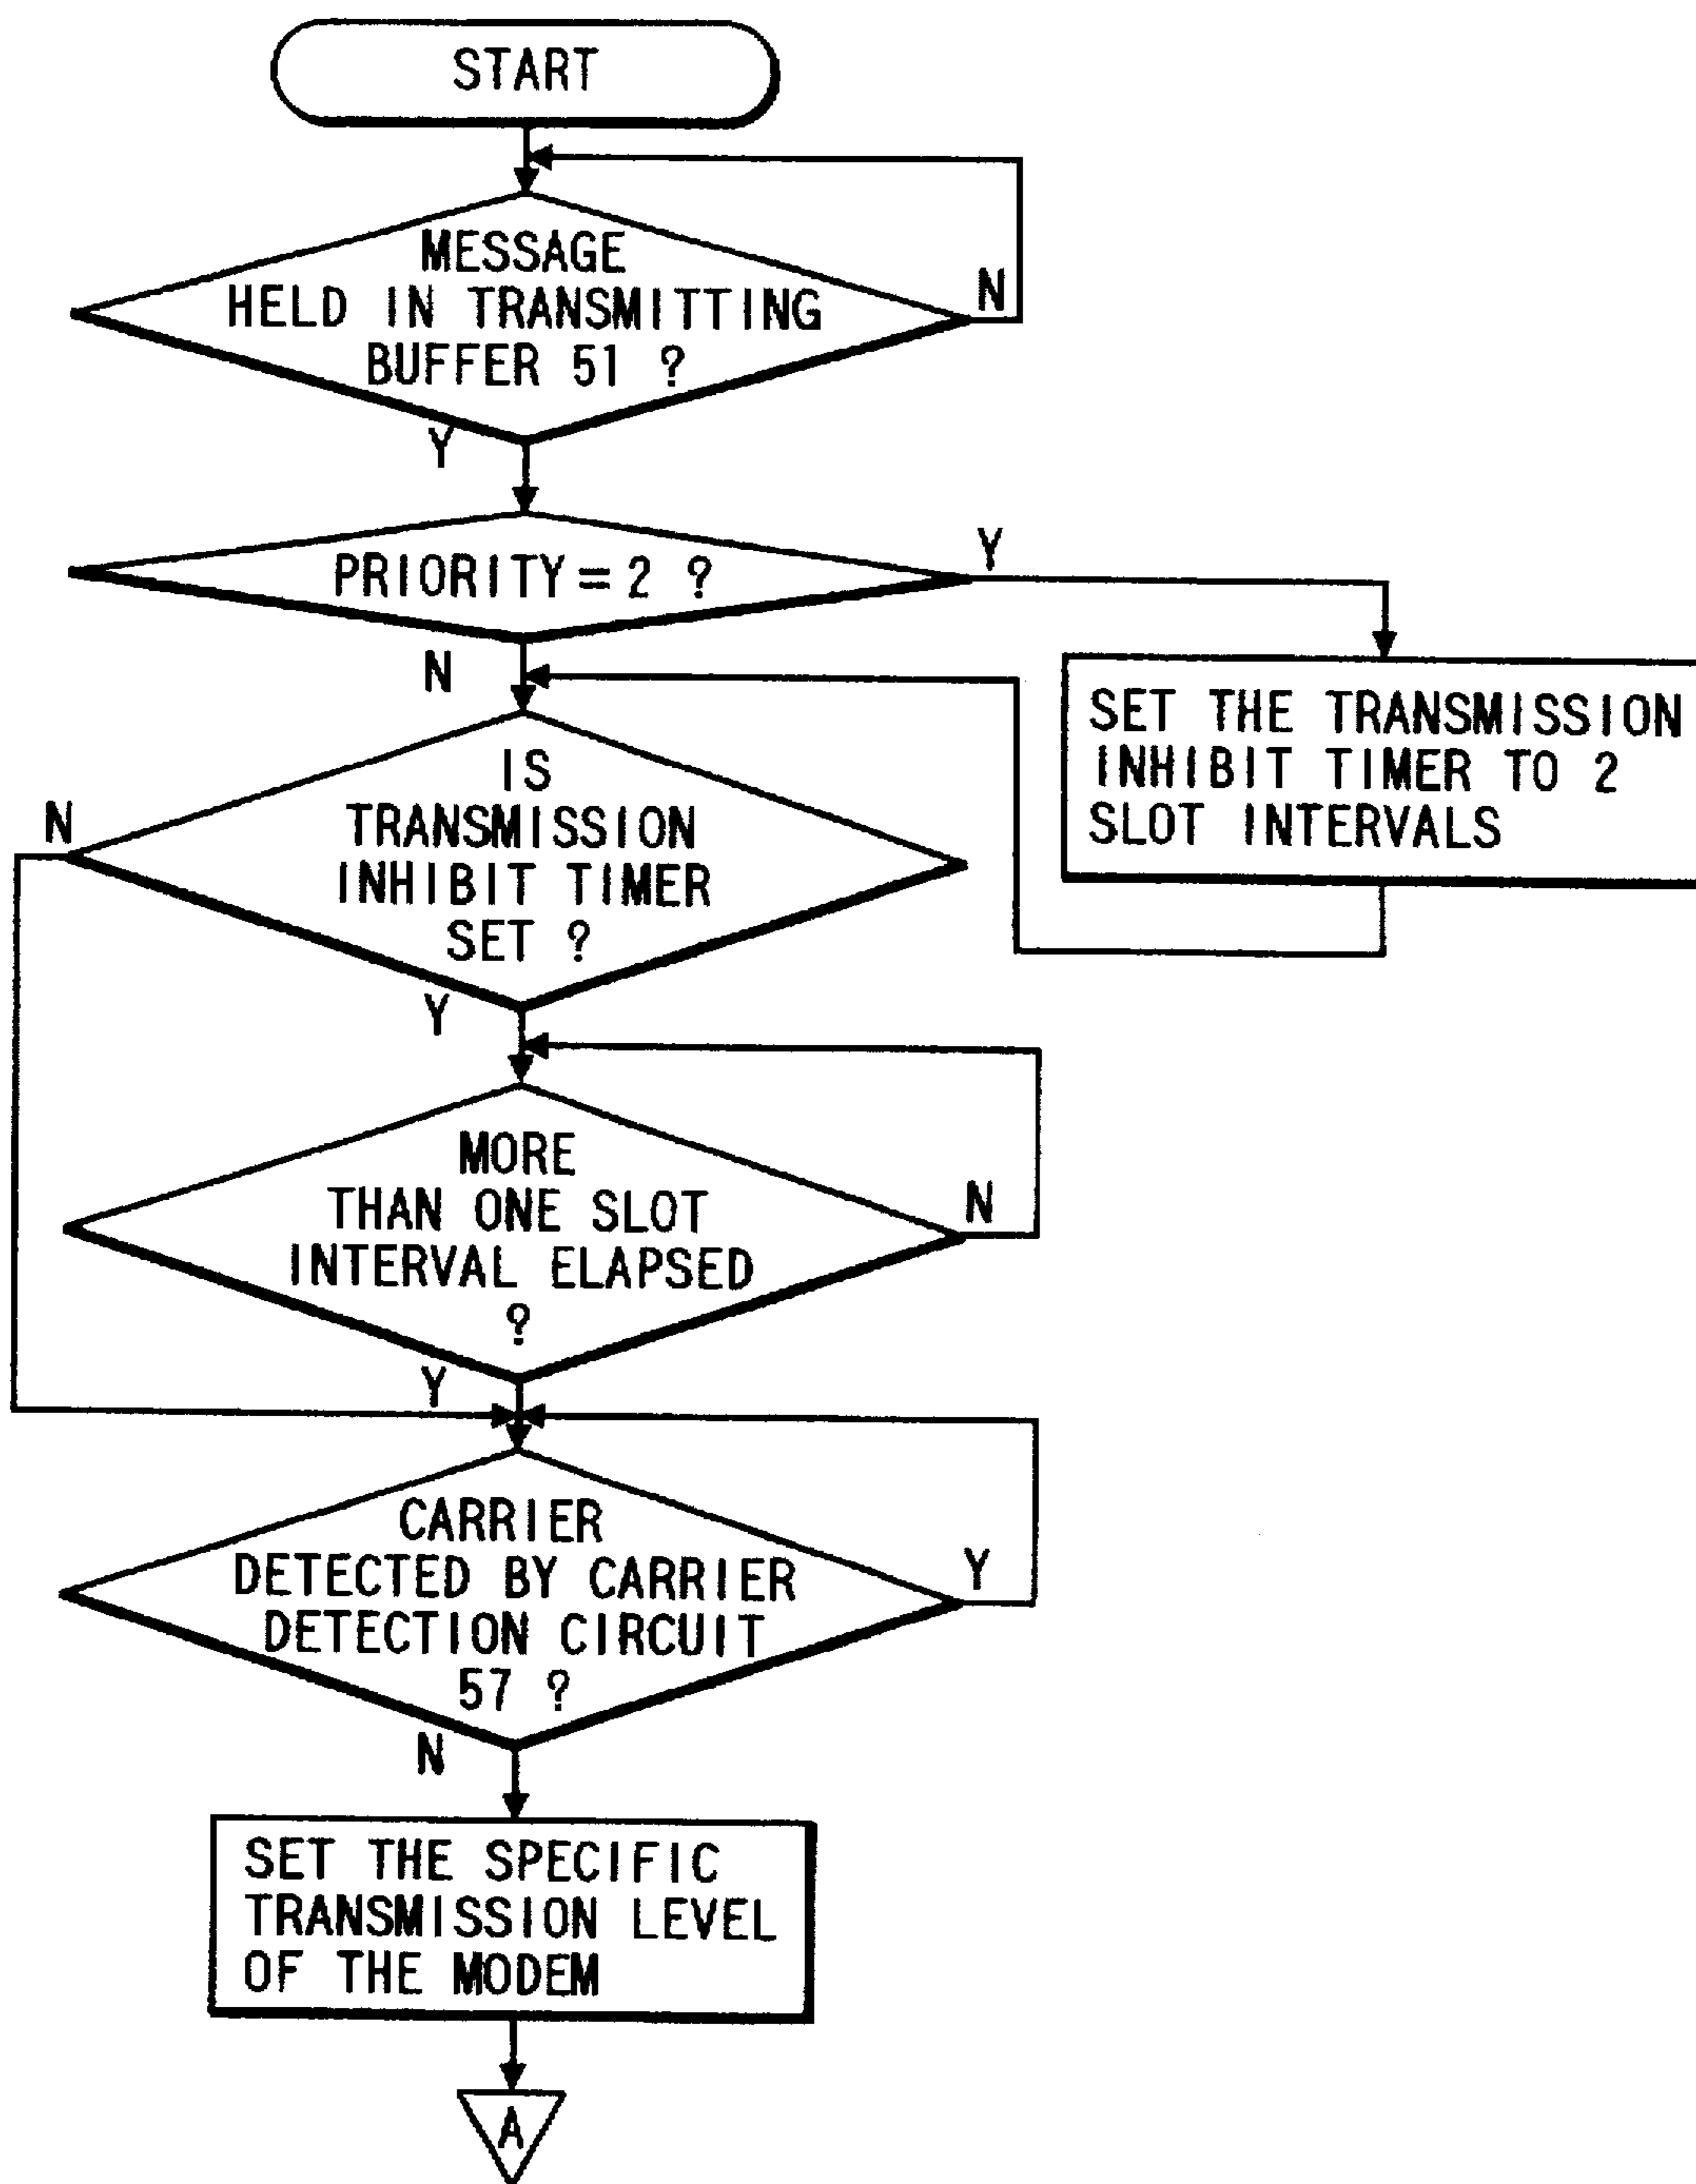 START
MESSAGE
HELD IN TRANSMITTING
BUFFER 51 ?
N
Y
PRIORITY=2 ?
Y
N
SET THE TRANSMISSION
INHIBIT TIMER TO 2
SLOT INTERVALS
IS
TRANSMISSION
INHIBIT TIMER
SET ?
N
Y
MORE
THAN ONE SLOT
INTERVAL ELAPSED
?
N
Y
CARRIER
DETECTED BY CARRIER
DETECTION CIRCUIT
57 ?
Y
N
SET THE SPECIFIC
TRANSMISSION LEVEL
OF THE MODEM
A